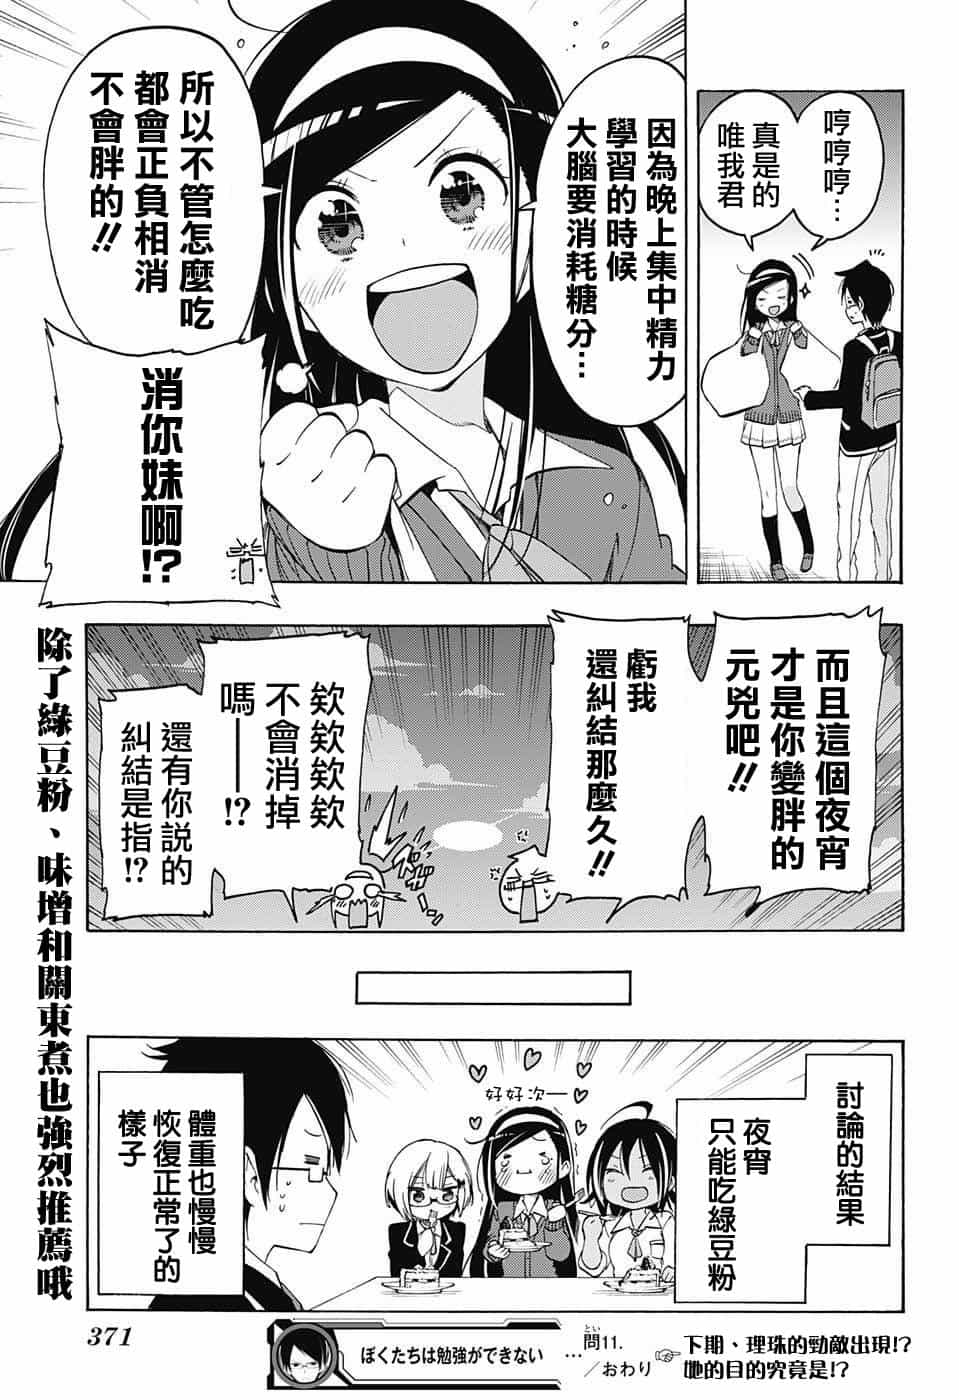 哼哼哼…
真是的
唯我君
因為晚上集中精力
學習的時候
大腦要消耗糖分…
所以不管怎麼吃
都會正負相消
不會胖的!!
消你妹啊!?
而且這個夜宵
才是你變胖的
元兇吧!!
虧我
還糾結那麼久!!
欸欸欸欸
不會消掉
嗎——!?
還有你說的
糾結是指!?
討論的結果
夜宵
只能吃綠豆粉
好好次——
體重也慢慢
恢復正常了的
樣子
除了綠豆粉、味增和關東煮也強烈推薦哦
371
ぼくたちは勉強ができない
…
とい
問11.
／おわり
☞
下期、理珠的勁敵出現!?
她的目的究竟是!?